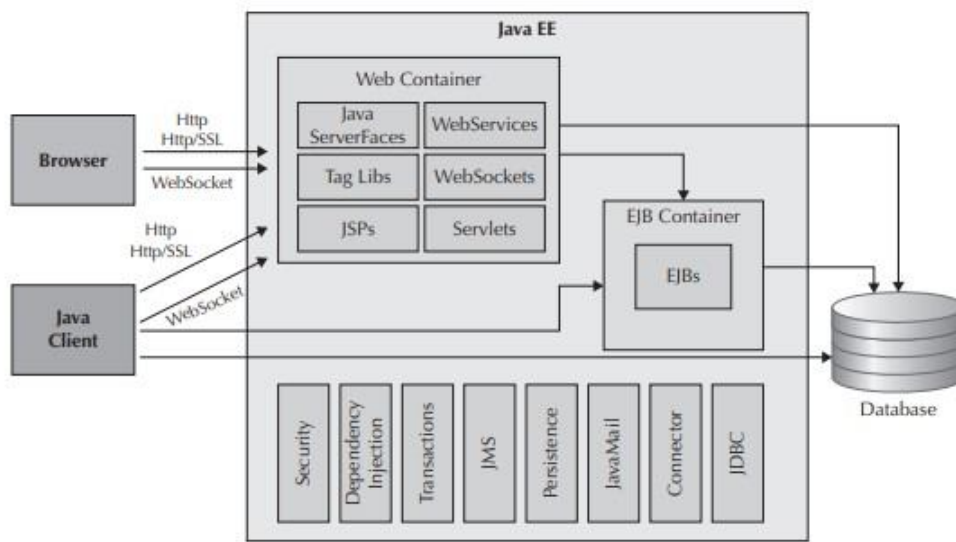 Java EE
Web Container
Java
ServerFaces
WebServices
Tag Libs
WebSockets
JSPs
Servlets
Http
Http/SSL
Browser
WebSocket
EJB Container
EJBs
Http
Http/SSL
WebSocket
Java
Client
Database
Security
Dependency
Injection
Transactions
JMS
Persistence
JavaMail
Connector
JDBC